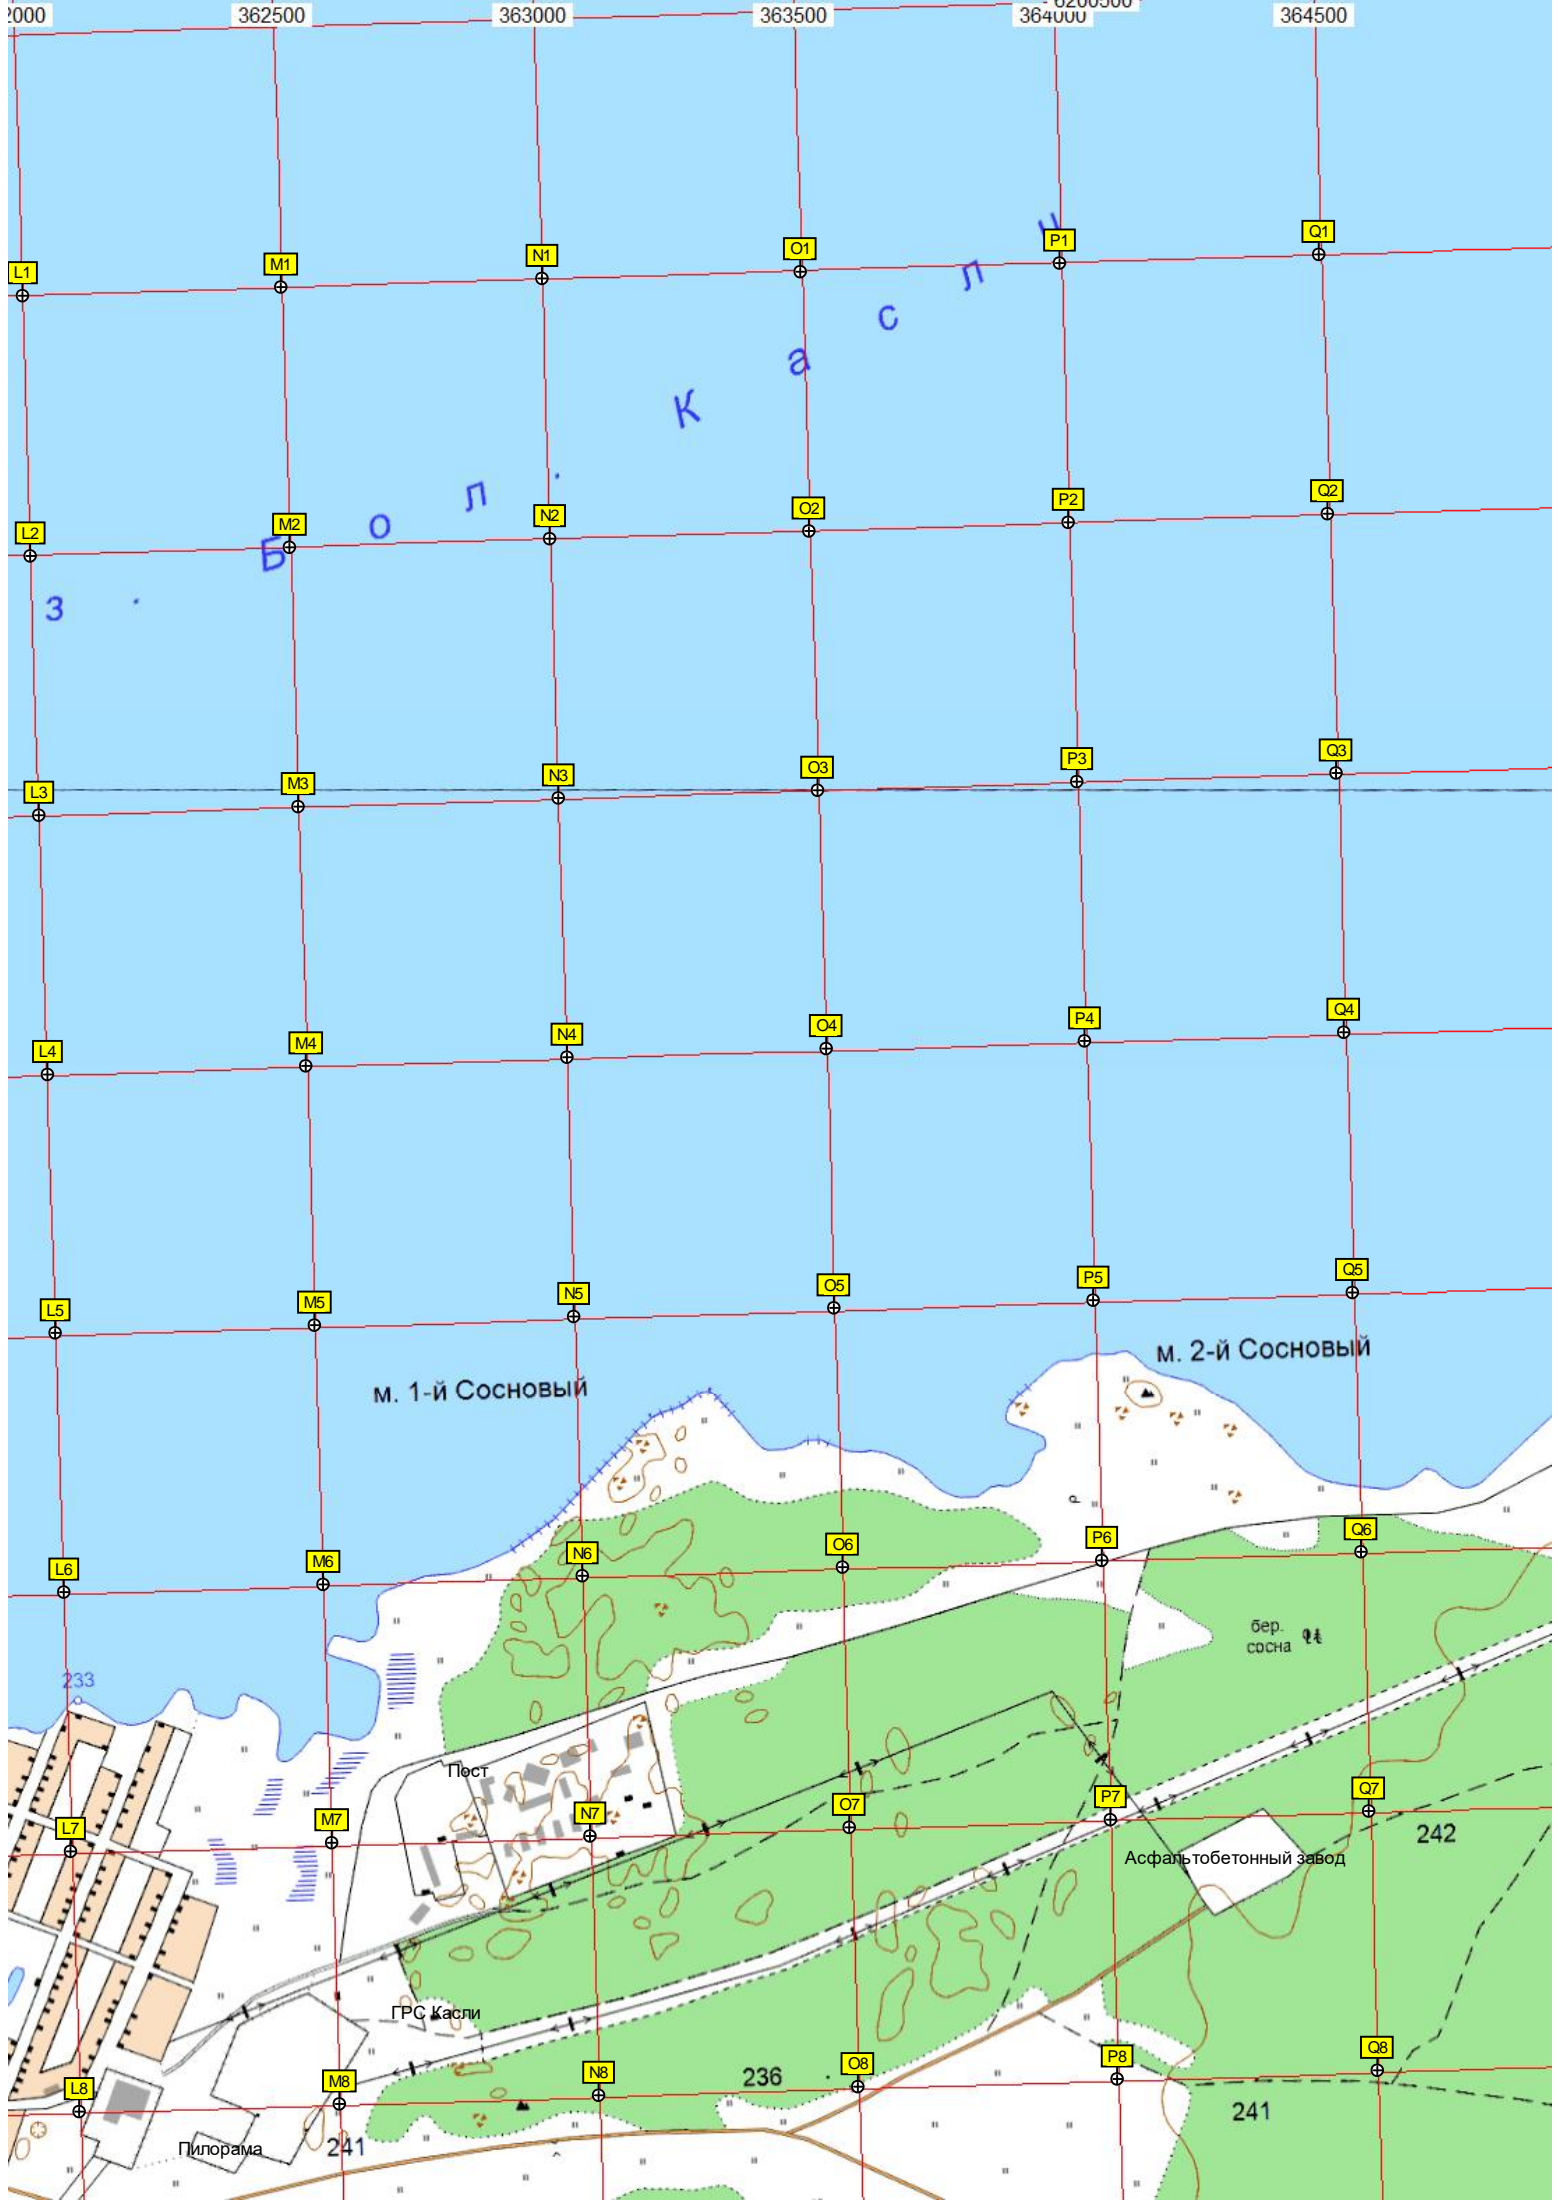 2000 362500 363000 363500 364000 364500
6200500
L1 M1 N1 O1 P1 Q1
з. Бол. Касли
L2 M2 N2 O2 P2 Q2
L3 M3 N3 O3 P3 Q3
L4 M4 N4 O4 P4 Q4
L5 M5 N5 O5 P5 Q5
м. 1-й Сосновый
м. 2-й Сосновый
р
L6 M6 N6 O6 P6 Q6
бер.
сосна
233
Пост
L7 M7 N7 O7 P7 Q7
242
Асфальтобетонный завод
ГРС Касли
L8 M8 N8 O8 P8 Q8
236
241
241
Пилорама